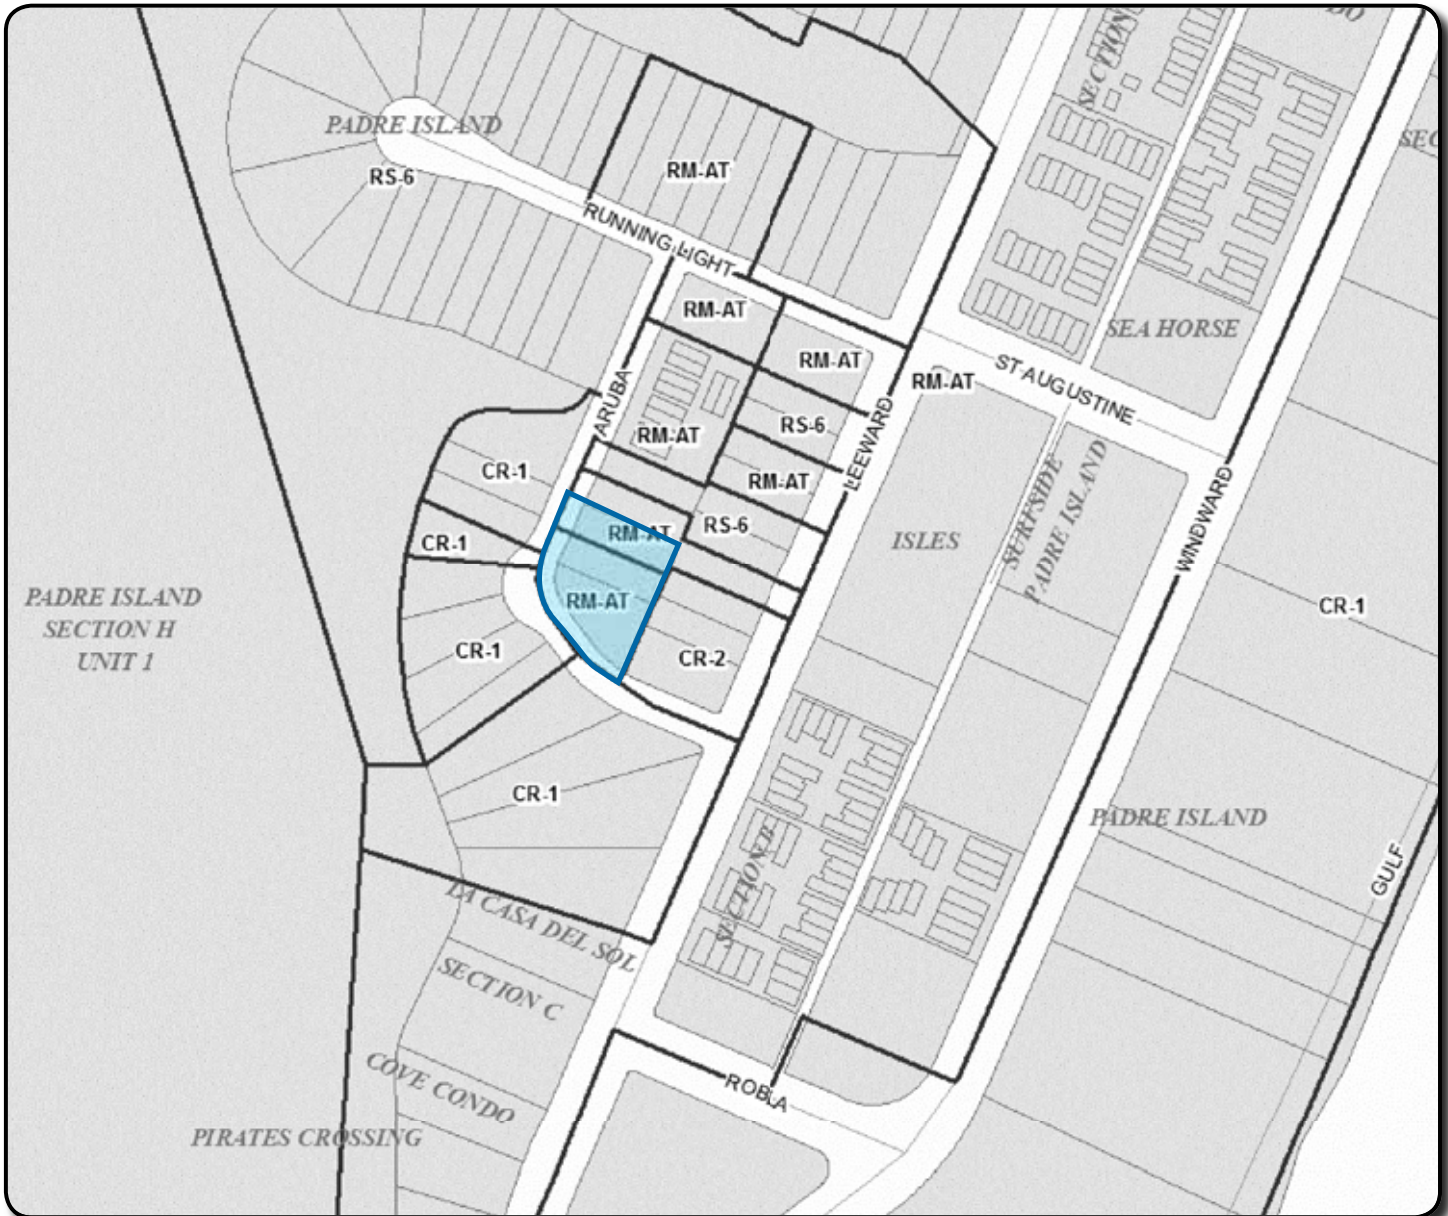 SECTION
PADRE ISLAND
RS-6
RM-AT
RUNNING LIGHT
RM-AT
RM-AT
SEA HORSE
RM-AT
ST AUGUSTINE
ARUBA
LEEWARD
RS-6
RM-AT
RM-AT
CR-1
WINDWARD
RS-6
RM-AT
CR-1
ISLES
SURFSIDE
PADRE ISLAND
PADRE ISLAND
SECTION H
UNIT 1
RM-AT
CR-1
CR-1
CR-2
CR-1
PADRE ISLAND
GULF
SECTION B
LA CASA DEL SOL
SECTION C
COVE CONDO
ROBLA
PIRATES CROSSING